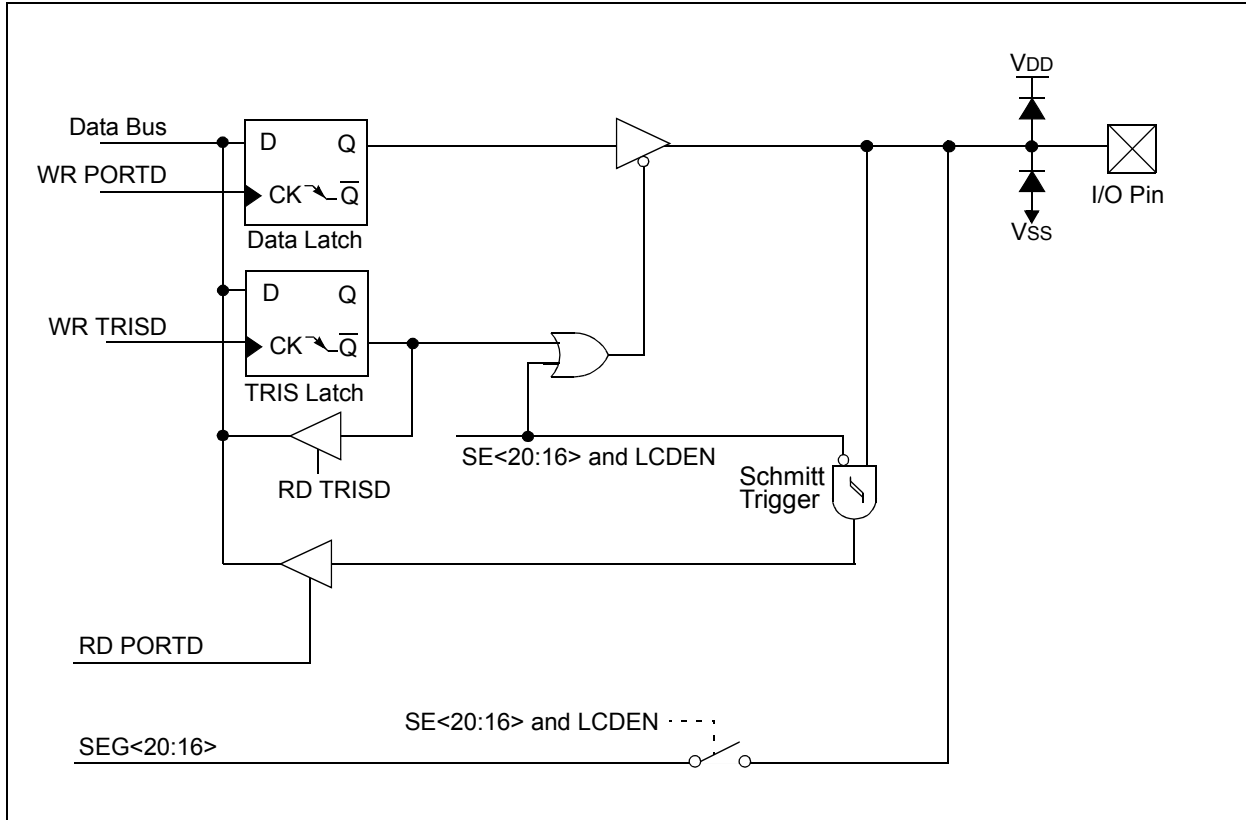 VDD
Data Bus
D Q
WR PORTD
CK Q
I/O Pin
Data Latch
VSS
D Q
WR TRISD
CK Q
TRIS Latch
SE<20:16> and LCDEN
Schmitt
Trigger
RD TRISD
RD PORTD
SE<20:16> and LCDEN
SEG<20:16>